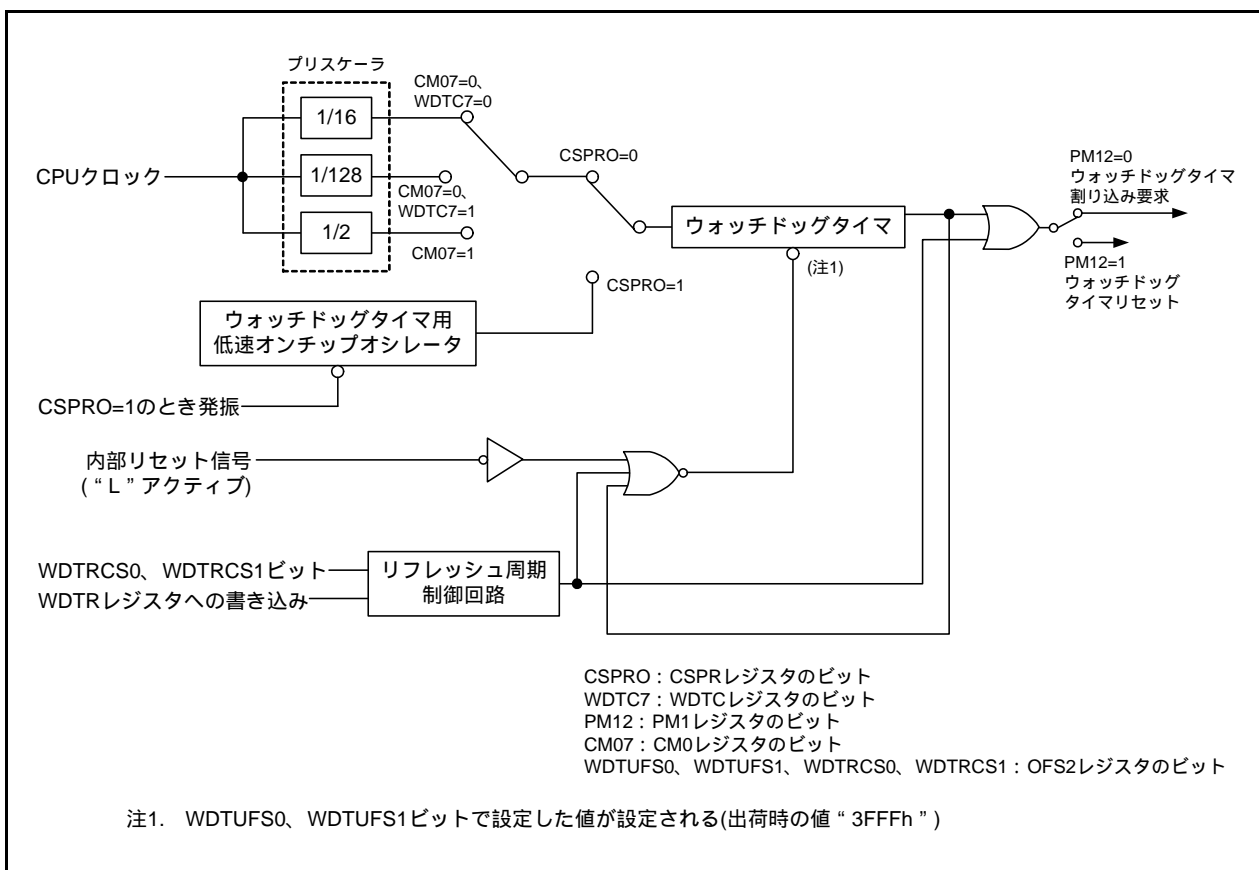 プリスケーラ
CM07=0、
WDTC7=0
1/16
CSPRO=0
CPUクロック
1/128
CM07=0、
WDTC7=1
1/2
CM07=1
ウォッチドッグタイマ
(注1)
PM12=0
ウォッチドッグタイマ
割り込み要求
PM12=1
ウォッチドッグ
タイマリセット
CSPRO=1
ウォッチドッグタイマ用
低速オンチップオシレータ
CSPRO=1のとき発振
内部リセット信号
( “ L ” アクティブ)
WDTRCS0、WDTRCS1ビット
WDTRレジスタへの書き込み
リフレッシュ周期
制御回路
CSPRO：CSPRレジスタのビット
WDTC7：WDTCレジスタのビット
PM12：PM1レジスタのビット
CM07：CM0レジスタのビット
WDTUFS0、WDTUFS1、WDTRCS0、WDTRCS1：OFS2レジスタのビット
注1. WDTUFS0、WDTUFS1ビットで設定した値が設定される(出荷時の値 “ 3FFFh ” )